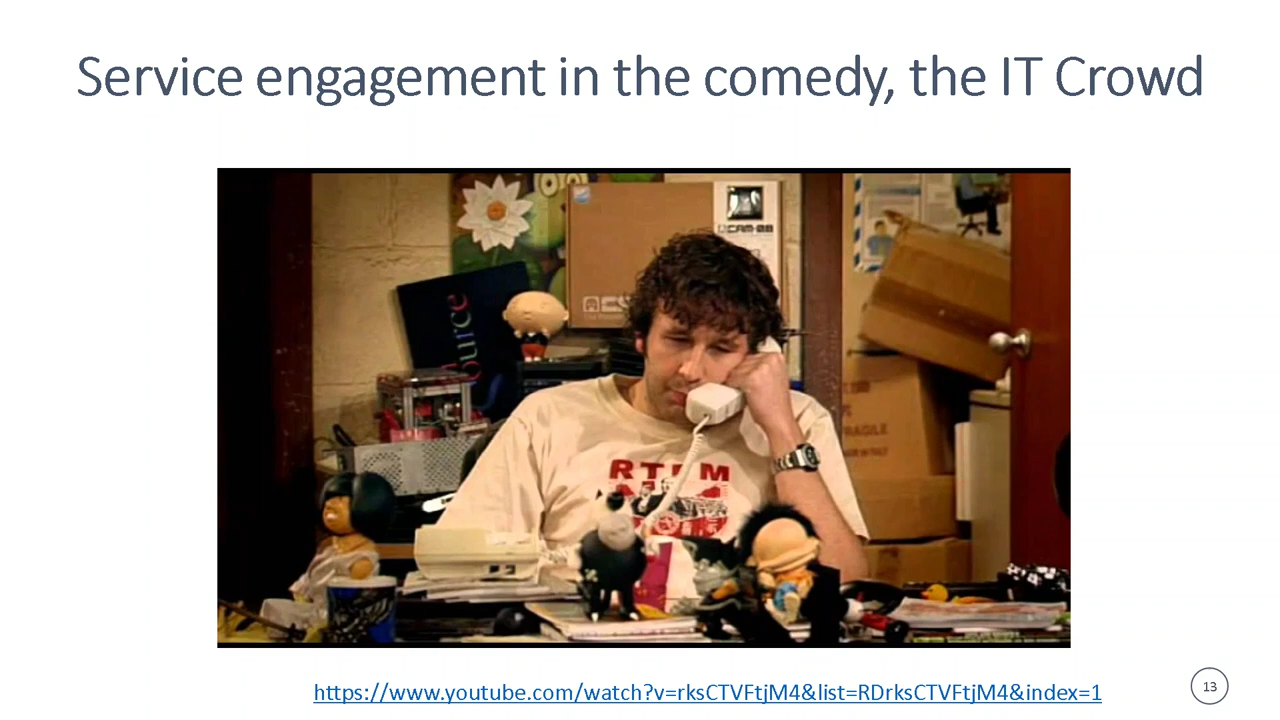 Service engagement in the comedy, the IT Crowd
RTFM
FRAGILE
https://www.youtube.com/watch?v=rksCTVFtjM4&list=RDrksCTVFtjM4&index=1
13